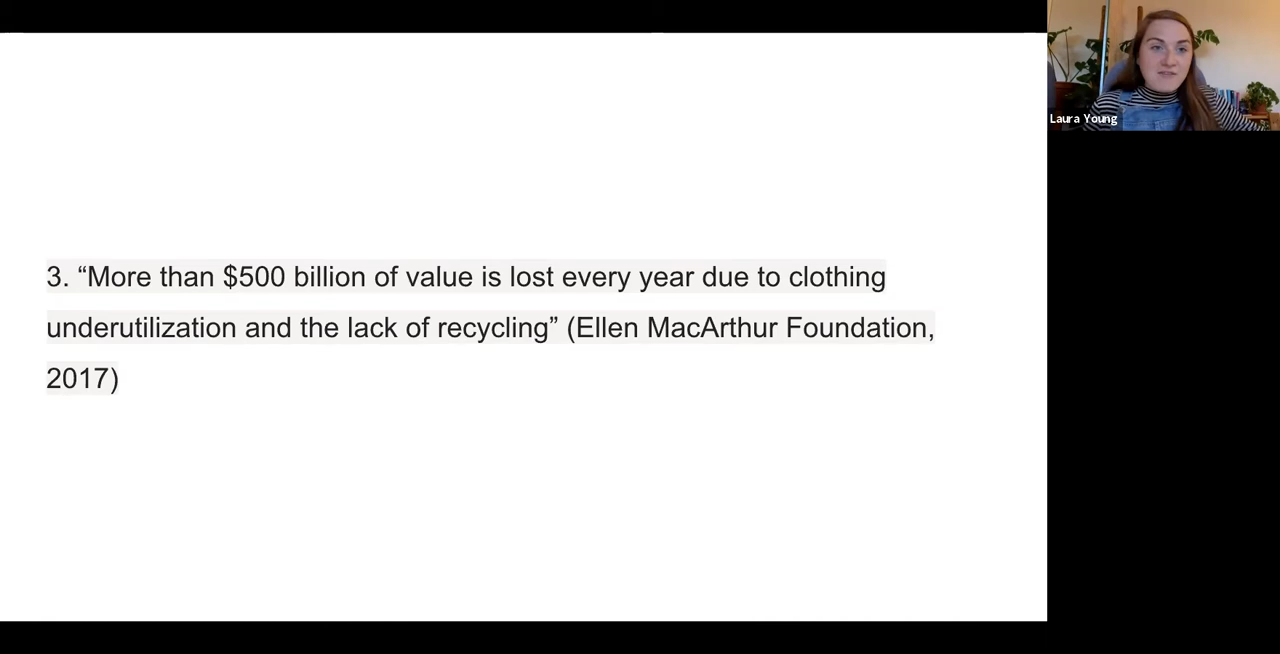 3. “More than $500 billion of value is lost every year due to clothing
underutilization and the lack of recycling” (Ellen MacArthur Foundation,
2017)
Laura Young